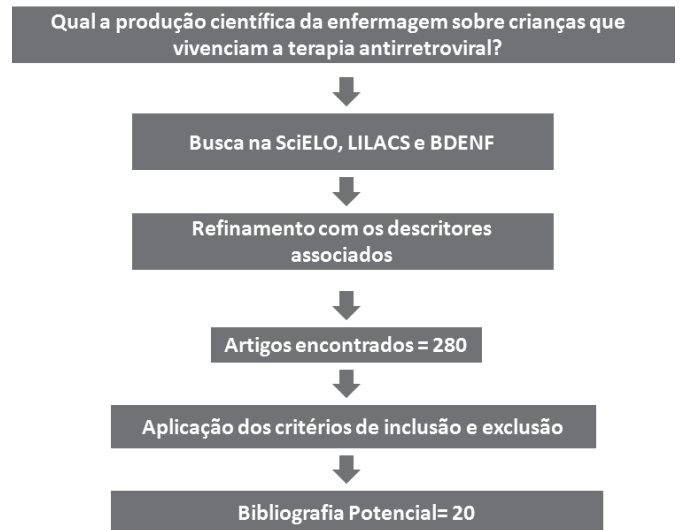 Qual a produção científica da enfermagem sobre crianças que
vivenciam a terapia antirretroviral?
Busca na SciELO, LILACS e BDENF
Refinamento com os descritores
associados
Artigos encontrados = 280
Aplicação dos critérios de inclusão e exclusão
Bibliografia Potencial= 20